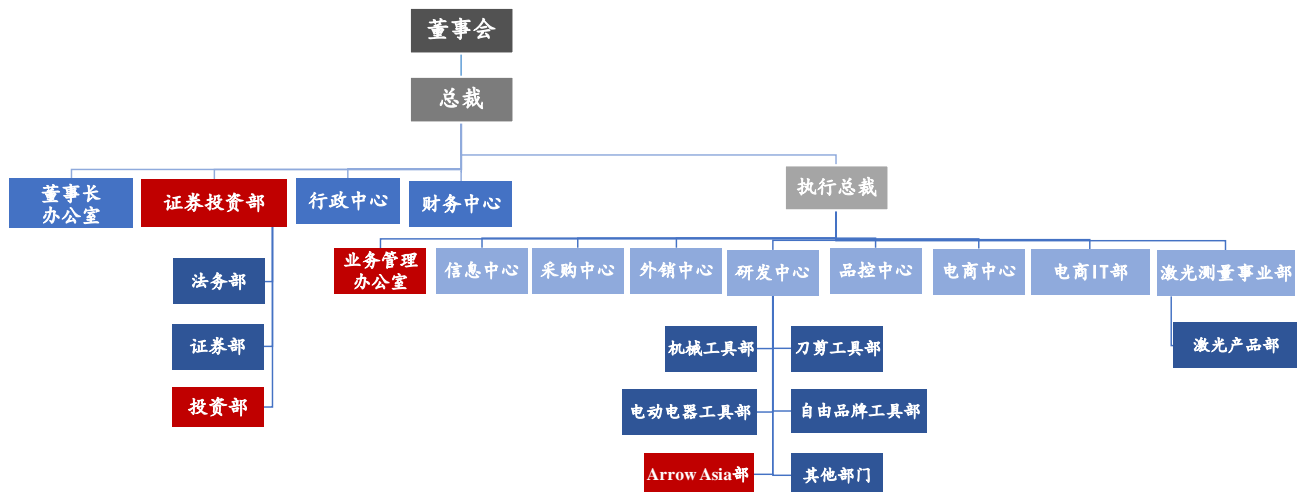 董事会
总裁
执行总裁
董事长
办公室
证券投资部
行政中心
财务中心
业务管理
办公室
信息中心
采购中心
外销中心
研发中心
品控中心
电商中心
电商IT部
激光测量事业部
法务部
证券部
投资部
机械工具部
刀剪工具部
激光产品部
电动电器工具部
自由品牌工具部
Arrow Asia部
其他部门